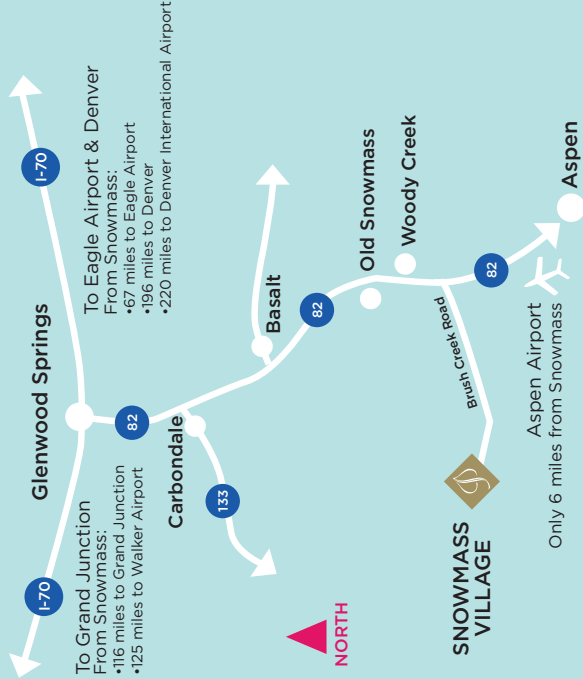 I-70
I-70
Glenwood Springs
To Grand Junction
From Snowmass:
•116 miles to Grand Junction
•125 miles to Walker Airport
To Eagle Airport & Denver
From Snowmass:
•67 miles to Eagle Airport
•196 miles to Denver
•220 miles to Denver International Airport
82
Carbondale
133
Basalt
82
Old Snowmass
Woody Creek
NORTH
Brush Creek Road
82
SNOWMASS
VILLAGE
Aspen Airport
Only 6 miles from Snowmass
Aspen